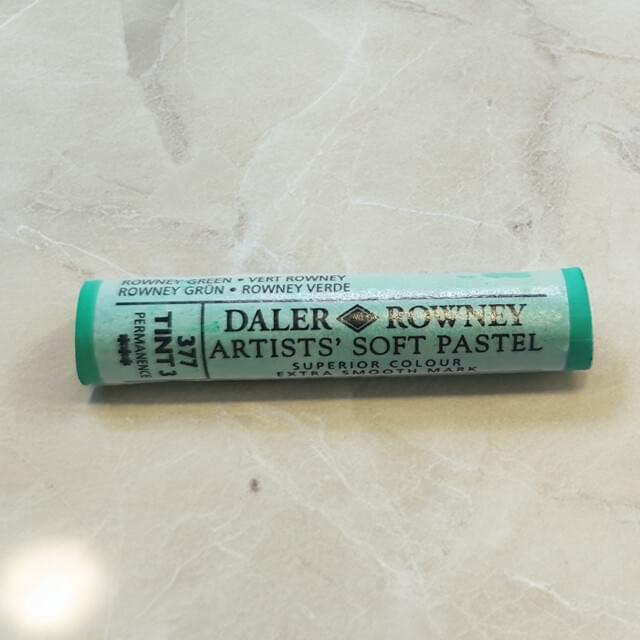 ROWNEY GREEN • VERT ROWNEY
ROWNEY GRÜN • ROWNEY VERDE
377
TINT 3
PERMANENCE
****
DALER ROWNEY
ARTISTS' SOFT PASTEL
SUPERIOR COLOUR
EXTRA SMOOTH MARK